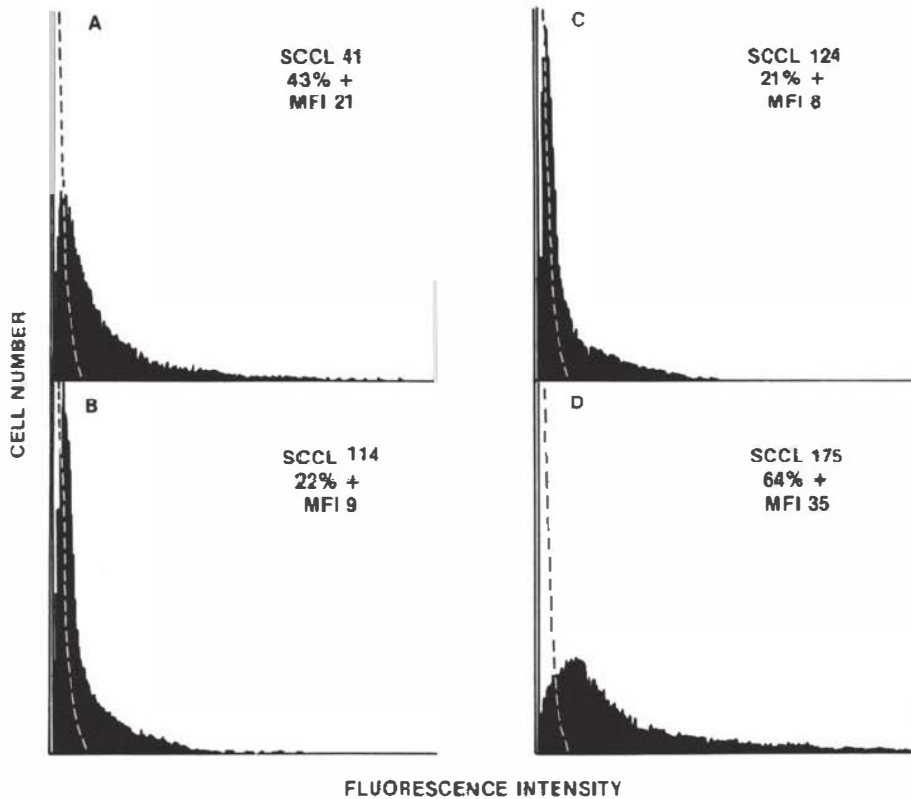 A
SCCL 41
43% +
MFI 21
C
SCCL 124
21% +
MFI 8
B
SCCL 114
22% +
MFI 9
D
SCCL 175
64% +
MFI 35
CELL NUMBER
FLUORESCENCE INTENSITY